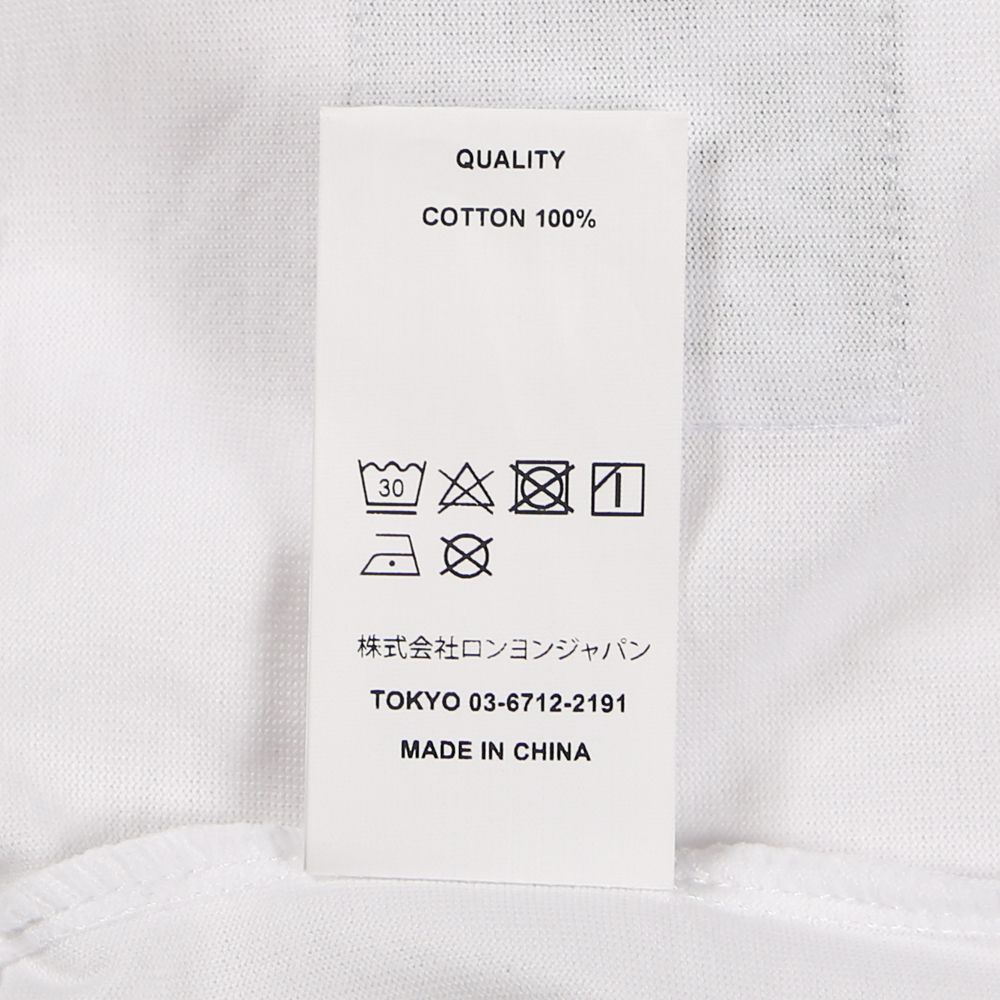 QUALITY
COTTON 100%
30
株式会社ロンヨンジャパン
TOKYO 03-6712-2191
MADE IN CHINA